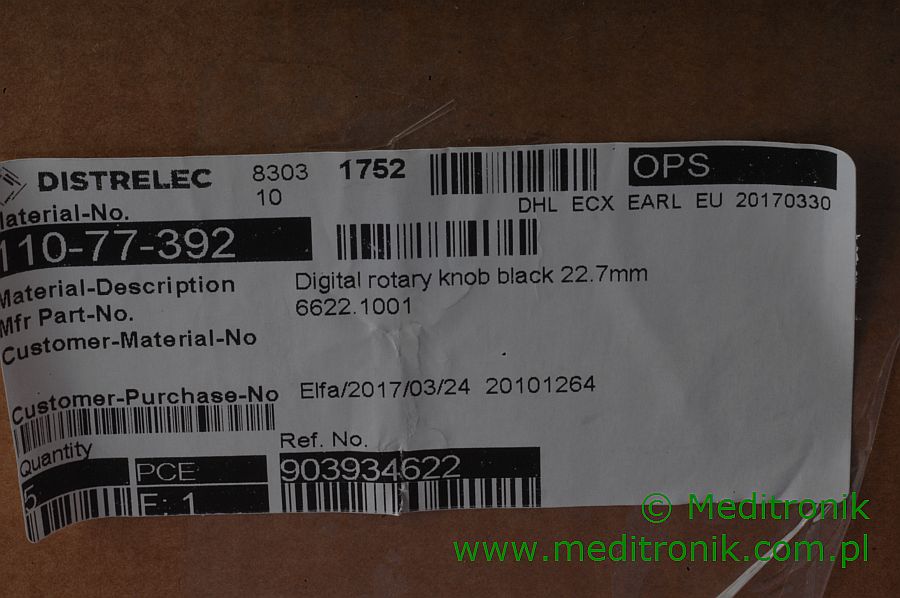 DISTRELEC 8303 1752 OPS
10
DHL ECX EARL EU 20170330
Material-No.
110-77-392
Material-Description Digital rotary knob black 22.7mm
Mfr Part-No. 6622.1001
Customer-Material-No
Customer-Purchase-No Elfa/2017/03/24 20101264
Quantity
5 PCE
F: 1
Ref. No.
903934622
© Meditronik
www.meditronik.com.pl